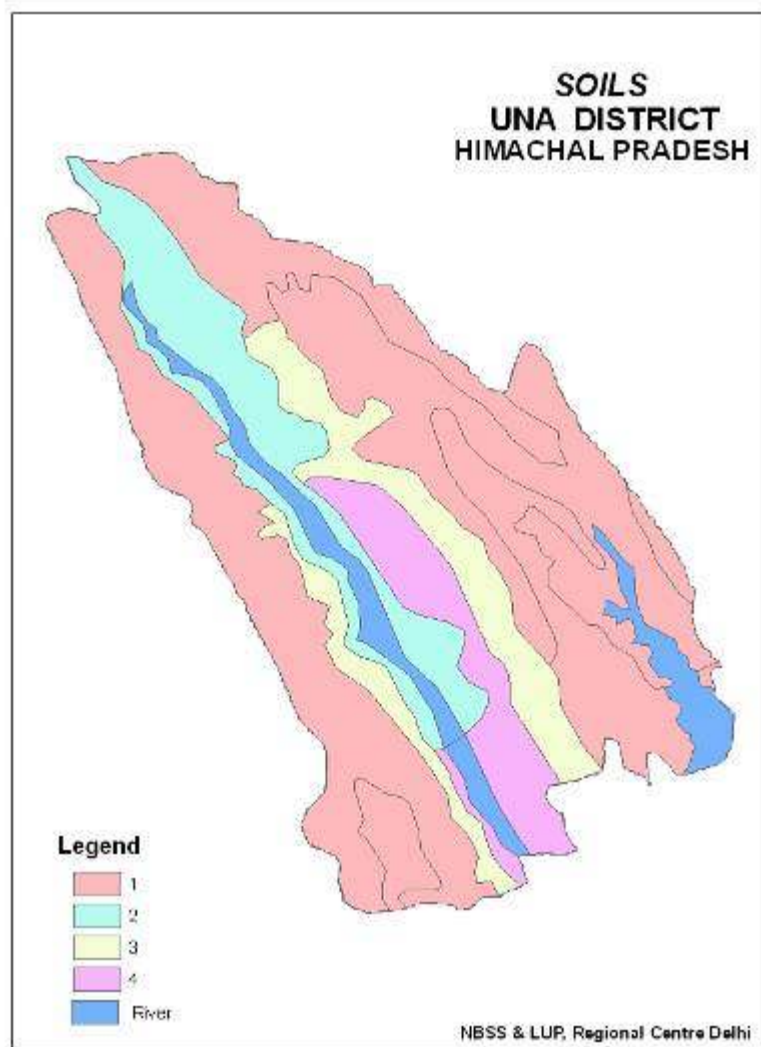 SOILS
UNA DISTRICT
HIMACHAL PRADESH
Legend
1
2
3
4
River
NBSS & LUP, Regional Centre Delhi